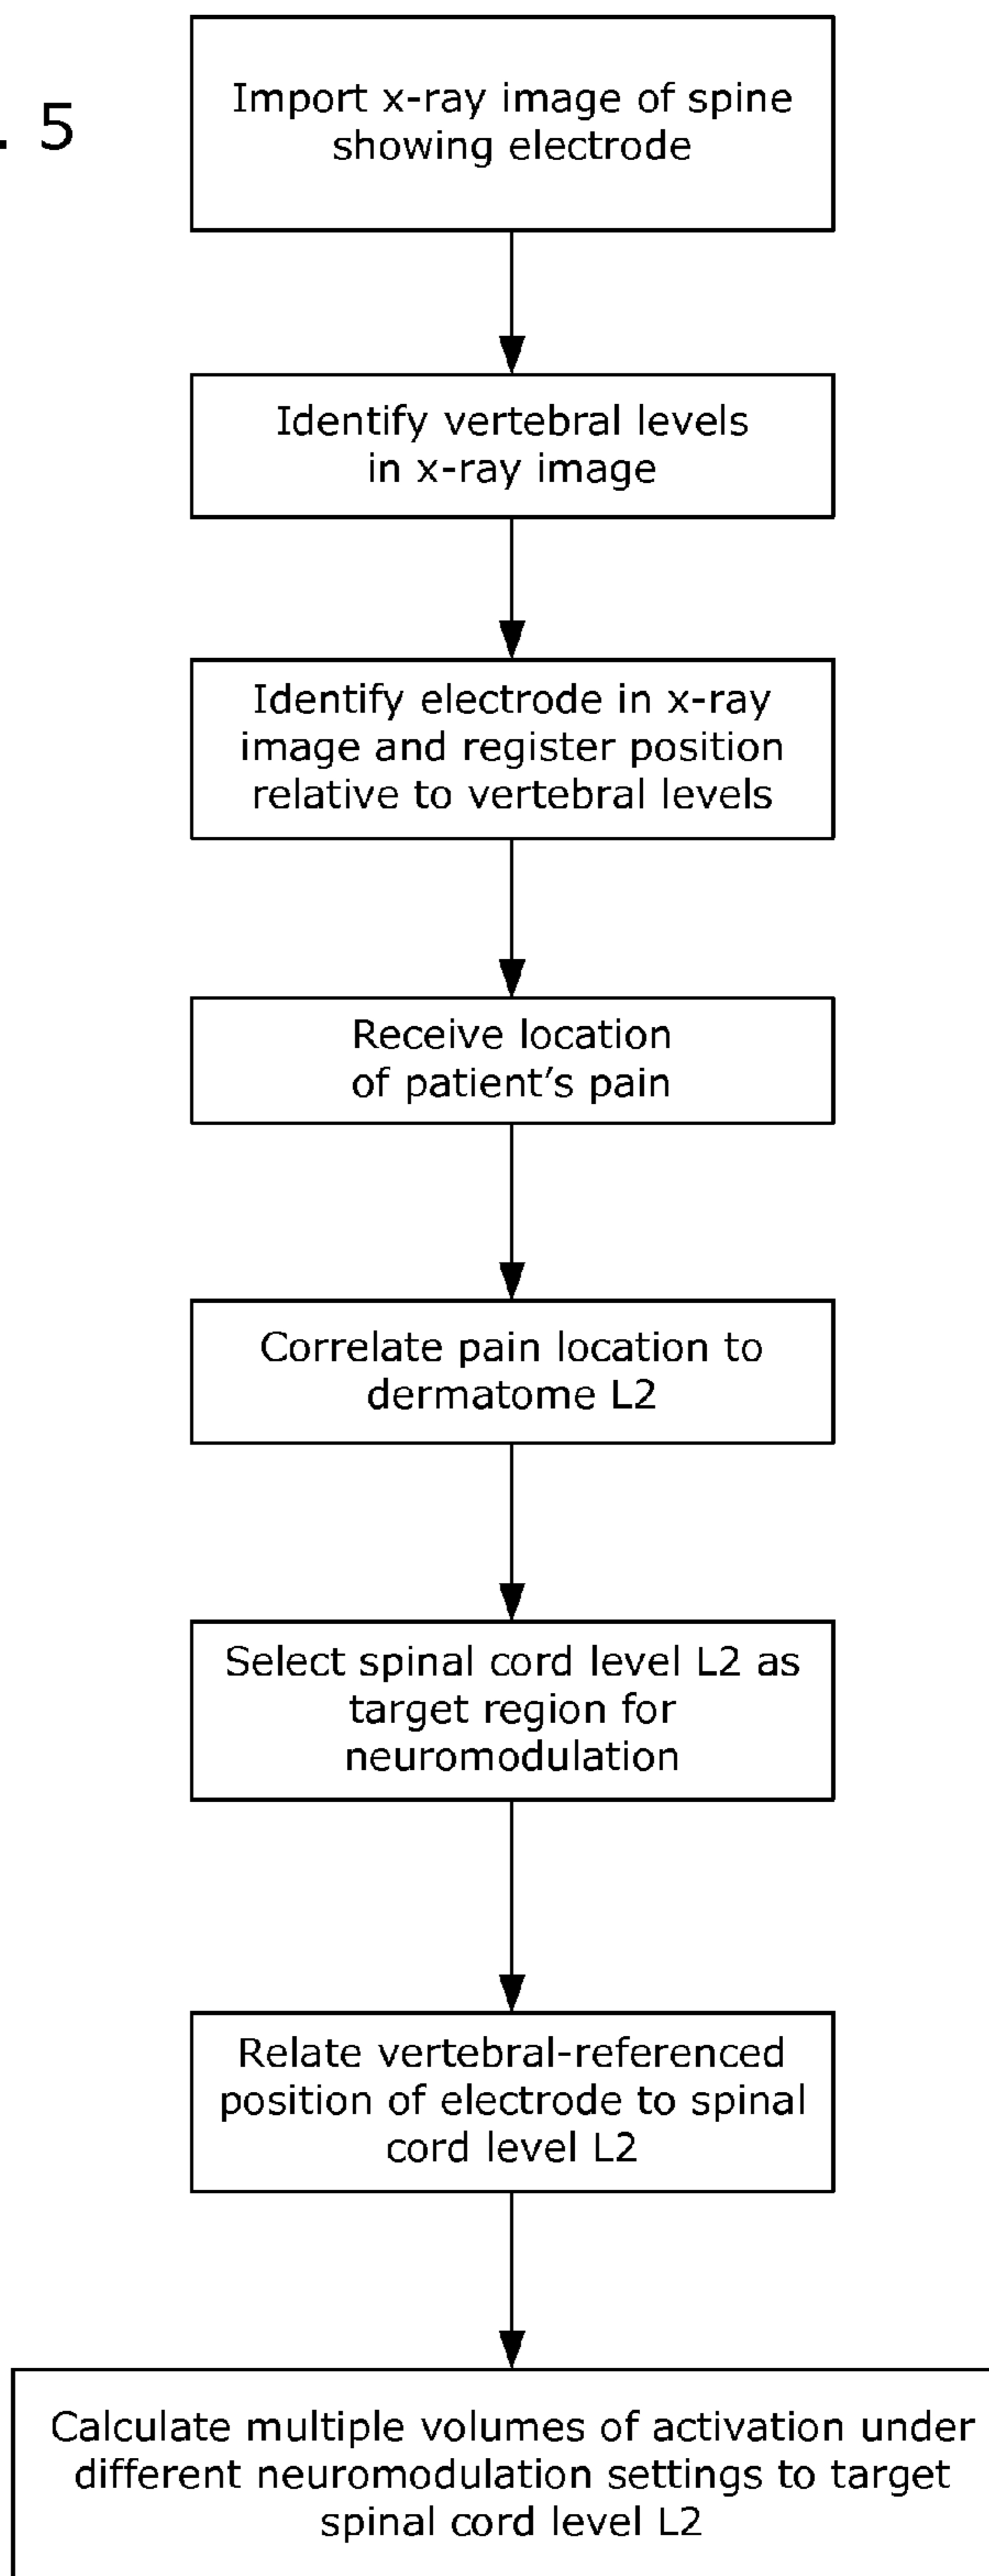 . 5
Import x-ray image of spine
showing electrode
Identify vertebral levels
in x-ray image
Identify electrode in x-ray
image and register position
relative to vertebral levels
Receive location
of patient’s pain
Correlate pain location to
dermatome L2
Select spinal cord level L2 as
target region for
neuromodulation
Relate vertebral-referenced
position of electrode to spinal
cord level L2
Calculate multiple volumes of activation under
different neuromodulation settings to target
spinal cord level L2